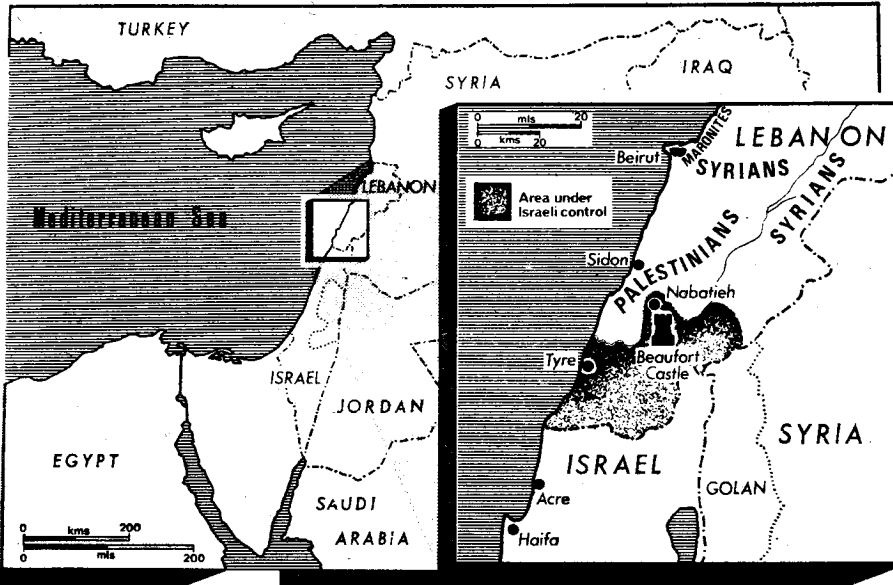 TURKEY
SYRIA
IRAQ
LEBANON
Mediterranean Sea
ISRAEL
JORDAN
EGYPT
SAUDI
ARABIA
0 kms 200
0 mls 200
0 mls 20
0 kms 20
Area under
Israeli control
Beirut
MARONITES
LEBANON
SYRIANS
SYRIANS
PALESTINIANS
Sidon
Nabatieh
Tyre
Beaufort
Castle
ISRAEL
SYRIA
GOLAN
Acre
Haifa